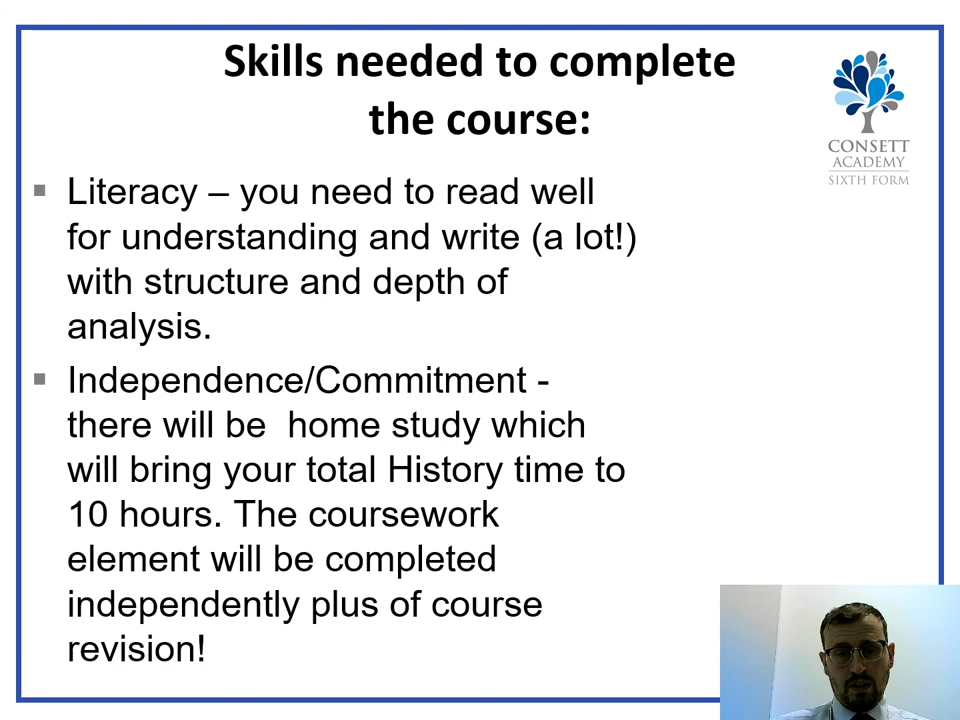 Skills needed to complete
the course:
CONSETT
ACADEMY
SIXTH FORM
Literacy – you need to read well
for understanding and write (a lot!)
with structure and depth of
analysis.
Independence/Commitment -
there will be  home study which
will bring your total History time to
10 hours. The coursework
element will be completed
independently plus of course
revision!